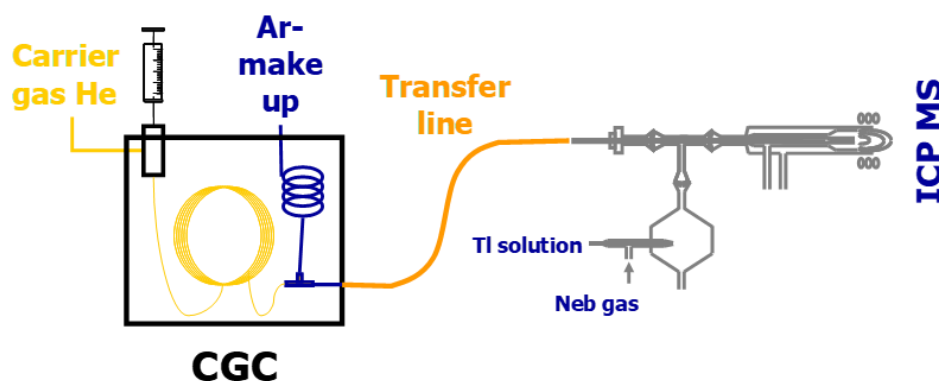 Carrier
gas He
Ar-
make
up
Transfer
line
ICP MS
Tl solution
Neb gas
CGC